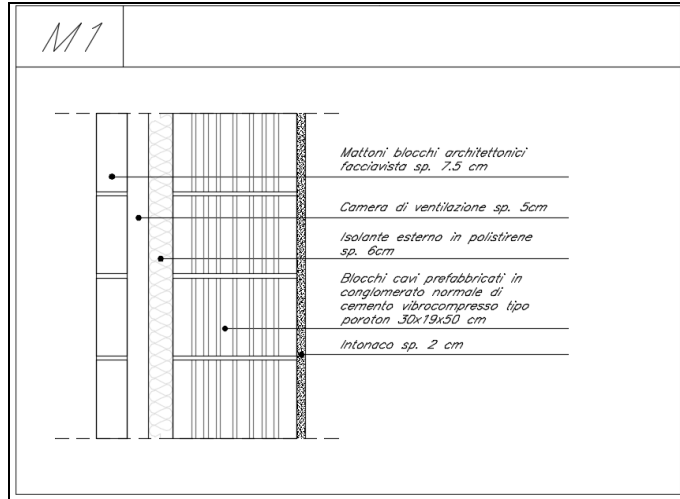 M1
Mattoni blocchi architettonici
facciavista sp. 7.5 cm
Camera di ventilazione sp. 5cm
Isolante esterno in polistirene
sp. 6cm
Blocchi cavi prefabbricati in
conglomerato normale di
cemento vibrocompresso tipo
poroton 30x19x50 cm
Intonaco sp. 2 cm